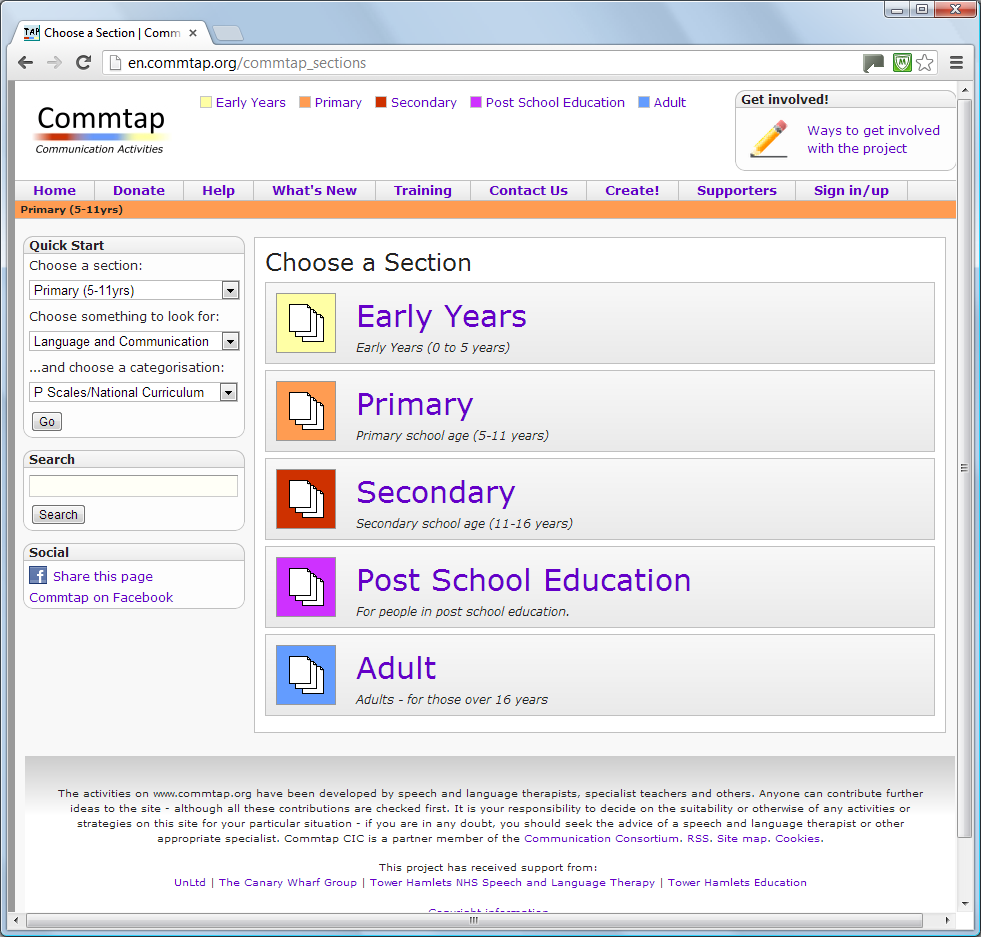 Choose a Section | Comm
en.commtap.org/commtap_sections
Commtap
Communication Activities
Early Years Primary Secondary Post School Education Adult
Get involved!
Ways to get involved
with the project
Home Donate Help What's New Training Contact Us Create! Supporters Sign in/up
Primary (5-11yrs)
Quick Start
Choose a section:
Primary (5-11yrs)
Choose something to look for:
Language and Communication
...and choose a categorisation:
P Scales/National Curriculum
Go
Search
Search
Social
Share this page
Commtap on Facebook
Choose a Section
Early Years
Early Years (0 to 5 years)
Primary
Primary school age (5-11 years)
Secondary
Secondary school age (11-16 years)
Post School Education
For people in post school education.
Adult
Adults - for those over 16 years
The activities on www.commtap.org have been developed by speech and language therapists, specialist teachers and others. Anyone can contribute further
ideas to the site - although all these contributions are checked first. It is your responsibility to decide on the suitability or otherwise of any activities or
strategies on this site for your particular situation - if you are in any doubt, you should seek the advice of a speech and language therapist or other
appropriate specialist. Commtap CIC is a partner member of the Communication Consortium. RSS. Site map. Cookies.
This project has received support from:
UnLtd | The Canary Wharf Group | Tower Hamlets NHS Speech and Language Therapy | Tower Hamlets Education
Copyright information